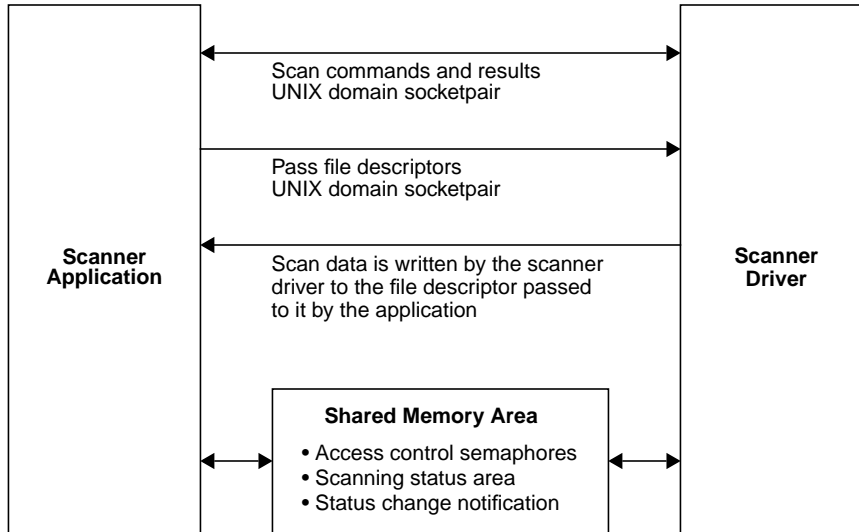 Scan commands and results
UNIX domain socketpair
Pass file descriptors
UNIX domain socketpair
Scanner
Application
Scan data is written by the scanner
driver to the file descriptor passed
to it by the application
Scanner
Driver
Shared Memory Area
• Access control semaphores
• Scanning status area
• Status change notification